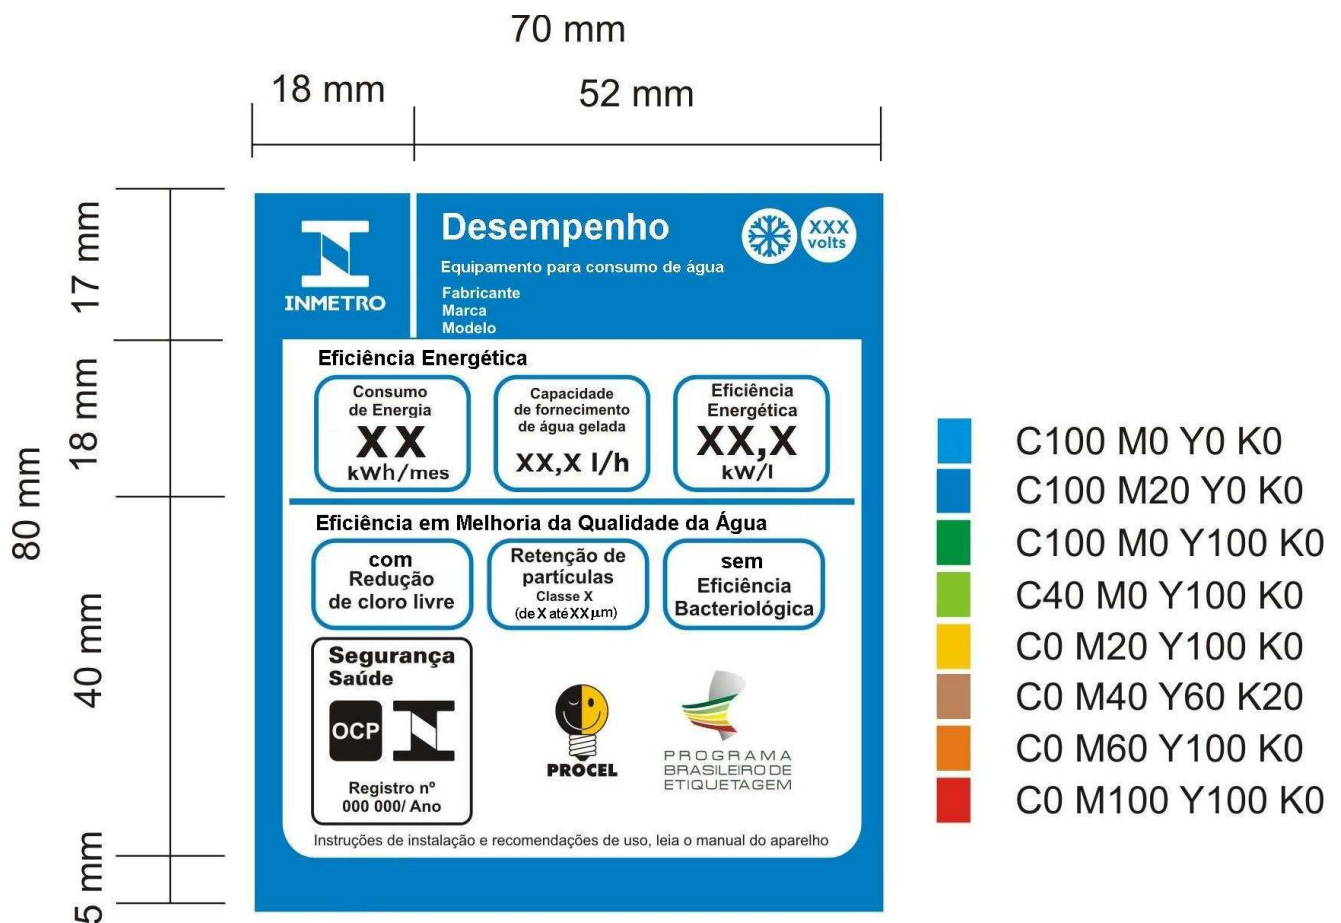 70 mm
18 mm
52 mm
17 mm
18 mm
80 mm
40 mm
5 mm
INMETRO
Desempenho
XXX
volts
Equipamento para consumo de água
Fabricante
Marca
Modelo
Eficiência Energética
Consumo
de Energia
XX
kWh/mes
Capacidade
de fornecimento
de água gelada
XX,X l/h
Eficiência
Energética
XX,X
kW/l
Eficiência em Melhoria da Qualidade da Água
com
Redução
de cloro livre
Retenção de
partículas
Classe X
(de X até XX µm)
sem
Eficiência
Bacteriológica
Segurança
Saúde
OCP
Registro nº
000 000/ Ano
PROCEL
PROGRAMA
BRASILEIRO DE
ETIQUETAGEM
Instruções de instalação e recomendações de uso, leia o manual do aparelho
C100 M0 Y0 K0
C100 M20 Y0 K0
C100 M0 Y100 K0
C40 M0 Y100 K0
C0 M20 Y100 K0
C0 M40 Y60 K20
C0 M60 Y100 K0
C0 M100 Y100 K0